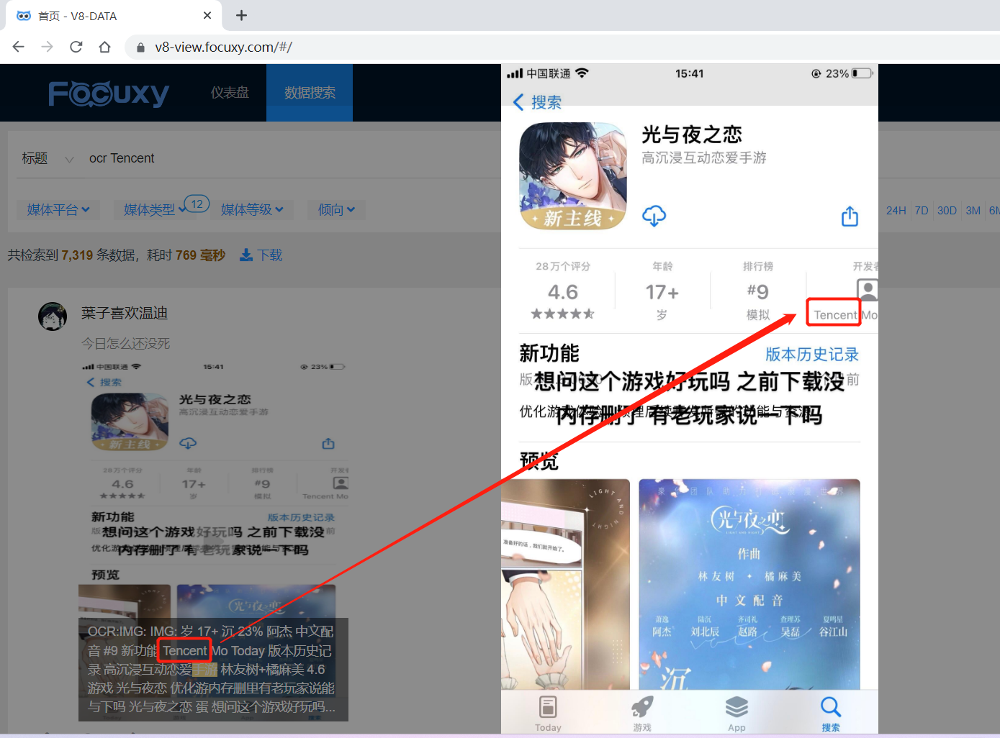 首页 - V8-DATA
v8-view.focuxy.com/#/
Focuxy
仪表盘
数据搜索
标题
ocr Tencent
媒体平台
媒体类型
12
媒体等级
倾向
24H 7D 30D 3M 6M
共检索到 7,319 条数据，耗时 769 毫秒
下载
葉子喜欢温迪
今日怎么还没死
中国联通 15:41 23%
搜索
光与夜之恋
高沉浸互动恋爱手游
新主线
28万个评分 年龄 排行榜 开发者
4.6 17+ #9
岁 模拟 Tencent Mo
新功能 版本历史记录
想问这个游戏好玩吗 之前下载没
内存删了 有老玩家说一下吗
预览
光与夜之恋
OCR:IMG: IMG: 岁 17+ 沉 23% 阿杰 中文配
音 #9 新功能 Tencent Mo Today 版本历史记
录 高沉浸互动恋爱手游 林友树+橘麻美 4.6
游戏 光与夜恋 优化游内存删里有老玩家说能
与下吗 光与夜之恋 蛋 想问这个游戏好玩吗...
中国联通 15:41 23%
搜索
光与夜之恋
高沉浸互动恋爱手游
新主线
28万个评分 年龄 排行榜 开发者
4.6 17+ #9
岁 模拟 Tencent Mo
新功能 版本历史记录
想问这个游戏好玩吗 之前下载没
内存删了 有老玩家说一下吗
预览
LIGHT AND NIGHT
准备好的话，我们就开始了。
光与夜之恋
LIGHT AND NIGHT
作曲
林友树 ✦ 橘麻美
中文配音
萧逸 陆沉 齐司礼 查理苏 夏鸣星
阿杰 刘北辰 赵路 吴磊 谷江山
沉
Today 游戏 App 搜索